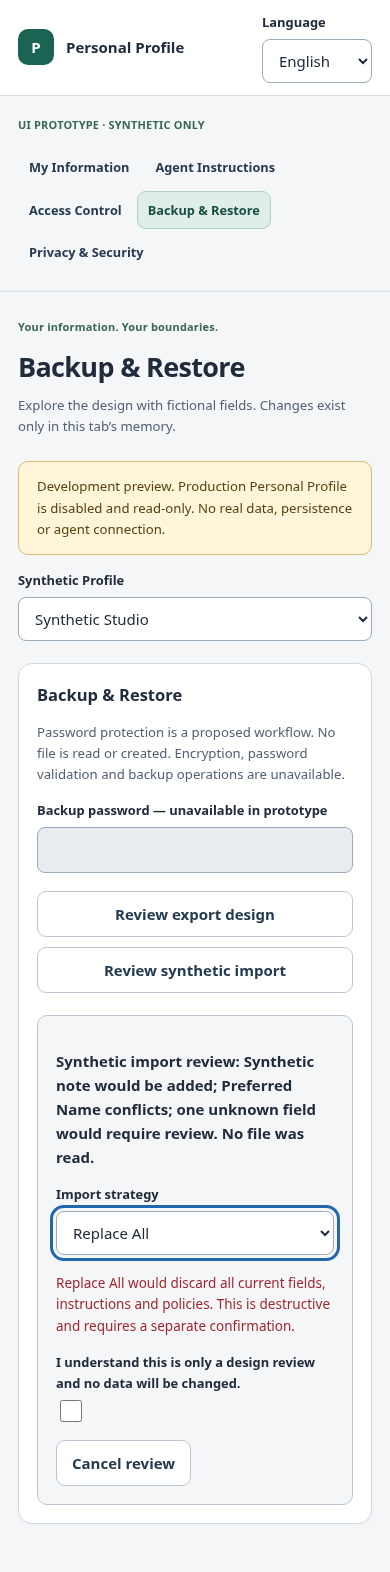 P
Personal Profile
Language
English
UI PROTOTYPE · SYNTHETIC ONLY
My Information
Agent Instructions
Access Control
Backup & Restore
Privacy & Security
Your information. Your boundaries.
Backup & Restore
Explore the design with fictional fields. Changes exist
only in this tab’s memory.
Development preview. Production Personal Profile
is disabled and read-only. No real data, persistence
or agent connection.
Synthetic Profile
Synthetic Studio
Backup & Restore
Password protection is a proposed workflow. No
file is read or created. Encryption, password
validation and backup operations are unavailable.
Backup password — unavailable in prototype
Review export design
Review synthetic import
Synthetic import review: Synthetic
note would be added; Preferred
Name conflicts; one unknown field
would require review. No file was
read.
Import strategy
Replace All
Replace All would discard all current fields,
instructions and policies. This is destructive
and requires a separate confirmation.
I understand this is only a design review
and no data will be changed.
Cancel review